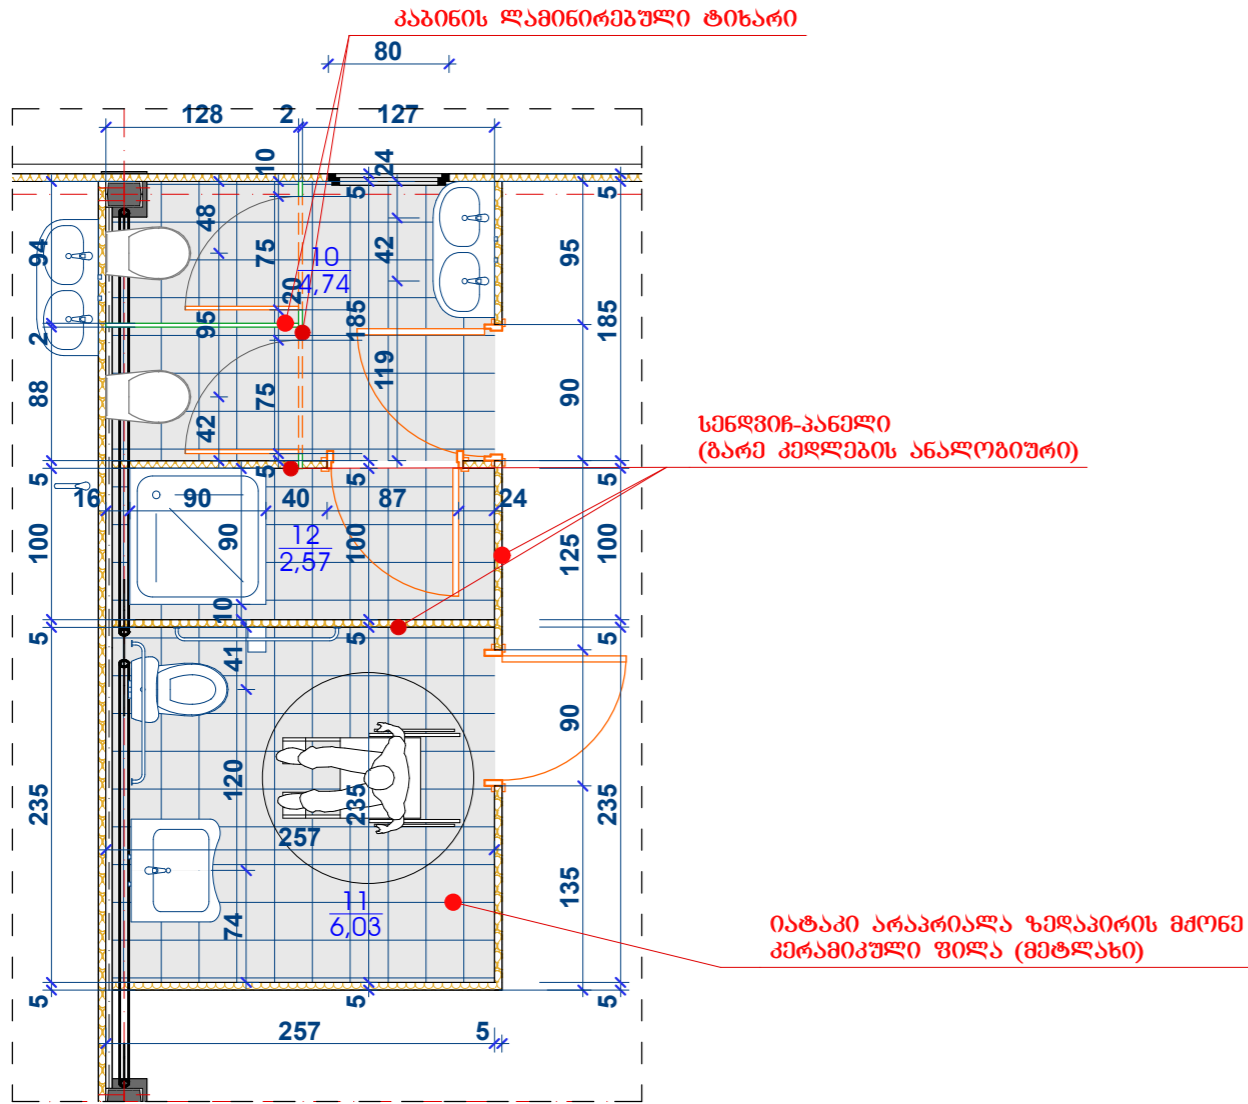 კაბინის ლამინირებული ტიხარი
80
128 2 127
10 24
5 5
94 48 75 42 95
10
4,74
20
2 95 185 185
88 75 119 90
42
სენდვიჩ-პანელი
(გარე კედლების ანალოგიური)
5 5 5 5
16 90 40 87 24
100 90 12 100 125 100
2,57
10
5 5 5
41
90
120
235 235 235
257
135
11
6,03
74
იატაკი არაპრიალა ზედაპირის მქონე
კერამიკული ფილა (მეტლახი)
5 5 5
257 5